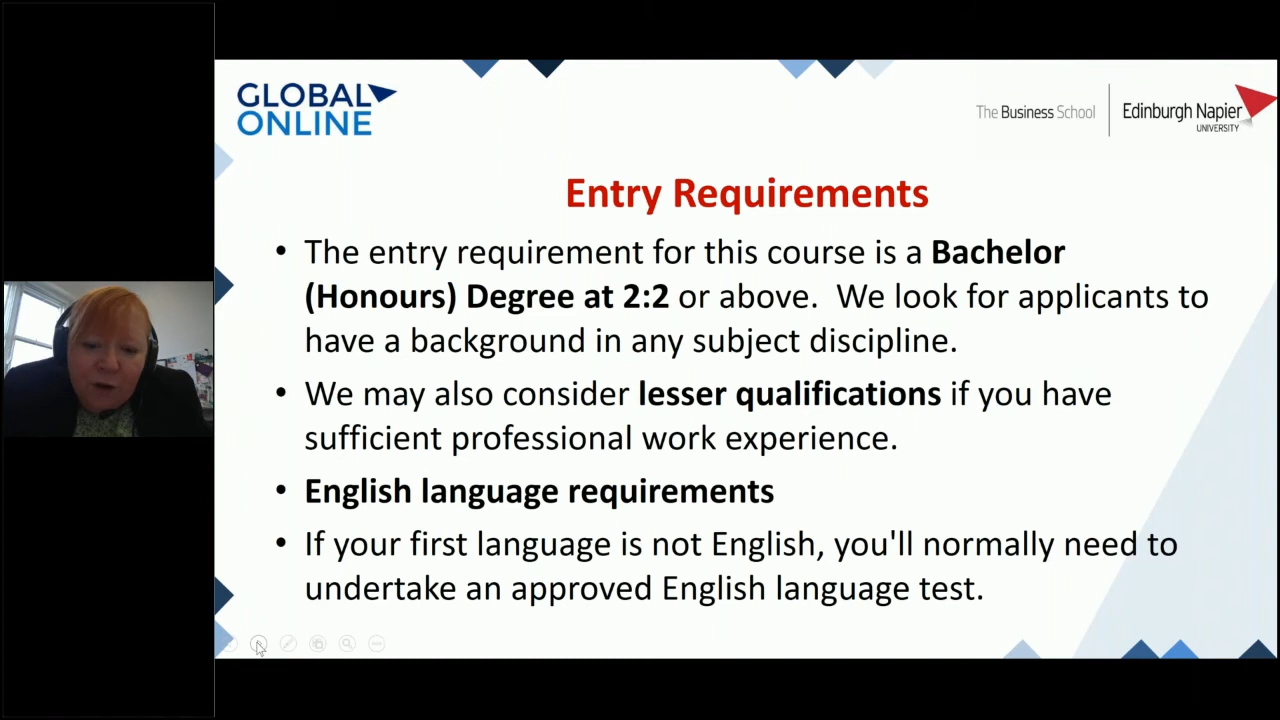 GLOBAL
ONLINE
The Business School
Edinburgh Napier
UNIVERSITY
Entry Requirements
• The entry requirement for this course is a Bachelor
(Honours) Degree at 2:2 or above. We look for applicants to
have a background in any subject discipline.
• We may also consider lesser qualifications if you have
sufficient professional work experience.
• English language requirements
• If your first language is not English, you'll normally need to
undertake an approved English language test.